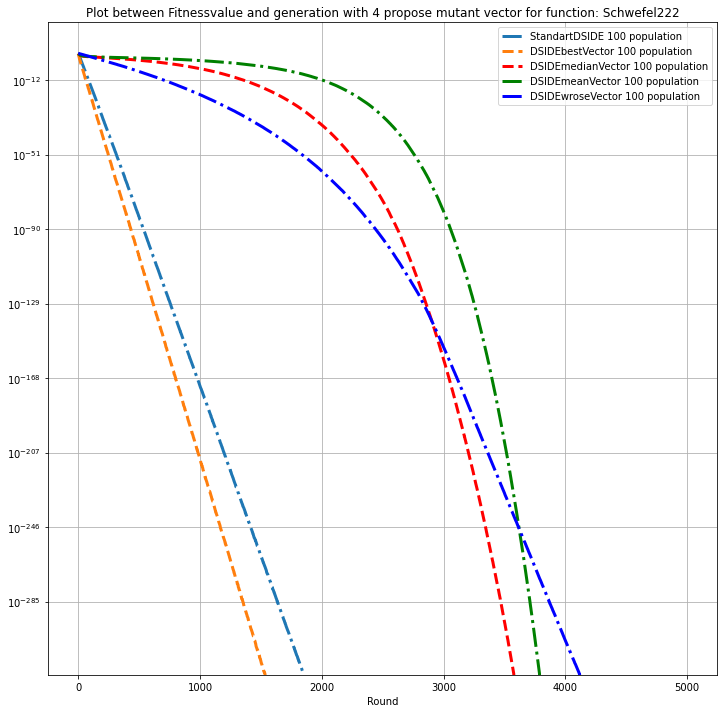 Plot between Fitnessvalue and generation with 4 propose mutant vector for function: Schwefel222
StandartDSIDE 100 population
DSIDEbestVector 100 population
DSIDEmedianVector 100 population
DSIDEmeanVector 100 population
DSIDEwroseVector 100 population
10⁻¹²
10⁻⁵¹
10⁻⁹⁰
10⁻¹²⁹
10⁻¹⁶⁸
10⁻²⁰⁷
10⁻²⁴⁶
10⁻²⁸⁵
0 1000 2000 3000 4000 5000
Round